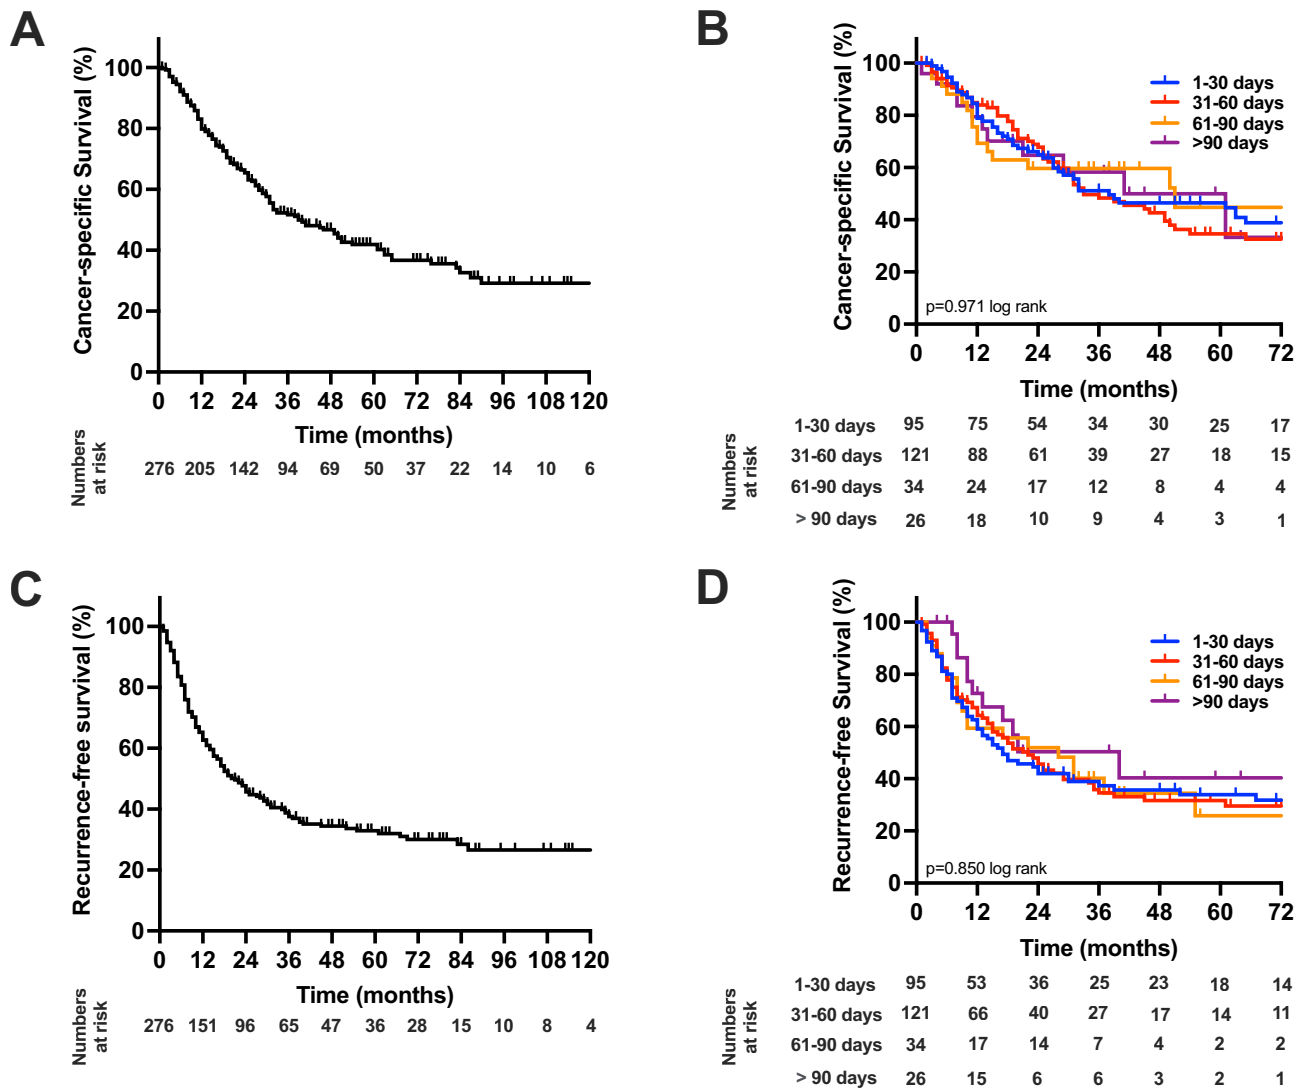 A
Cancer-specific Survival (%)
100
80
60
40
20
0
0 12 24 36 48 60 72 84 96 108 120
Time (months)
Numbers
at risk
276 205 142 94 69 50 37 22 14 10 6
B
Cancer-specific Survival (%)
100
80
60
40
20
0
1-30 days
31-60 days
61-90 days
>90 days
p=0.971 log rank
0 12 24 36 48 60 72
Time (months)
Numbers
at risk
1-30 days 95 75 54 34 30 25 17
31-60 days 121 88 61 39 27 18 15
61-90 days 34 24 17 12 8 4 4
> 90 days 26 18 10 9 4 3 1
C
Recurrence-free survival (%)
100
80
60
40
20
0
0 12 24 36 48 60 72 84 96 108 120
Time (months)
Numbers
at risk
276 151 96 65 47 36 28 15 10 8 4
D
Recurrence-free Survival (%)
100
80
60
40
20
0
1-30 days
31-60 days
61-90 days
>90 days
p=0.850 log rank
0 12 24 36 48 60 72
Time (months)
Numbers
at risk
1-30 days 95 53 36 25 23 18 14
31-60 days 121 66 40 27 17 14 11
61-90 days 34 17 14 7 4 2 2
> 90 days 26 15 6 6 3 2 1